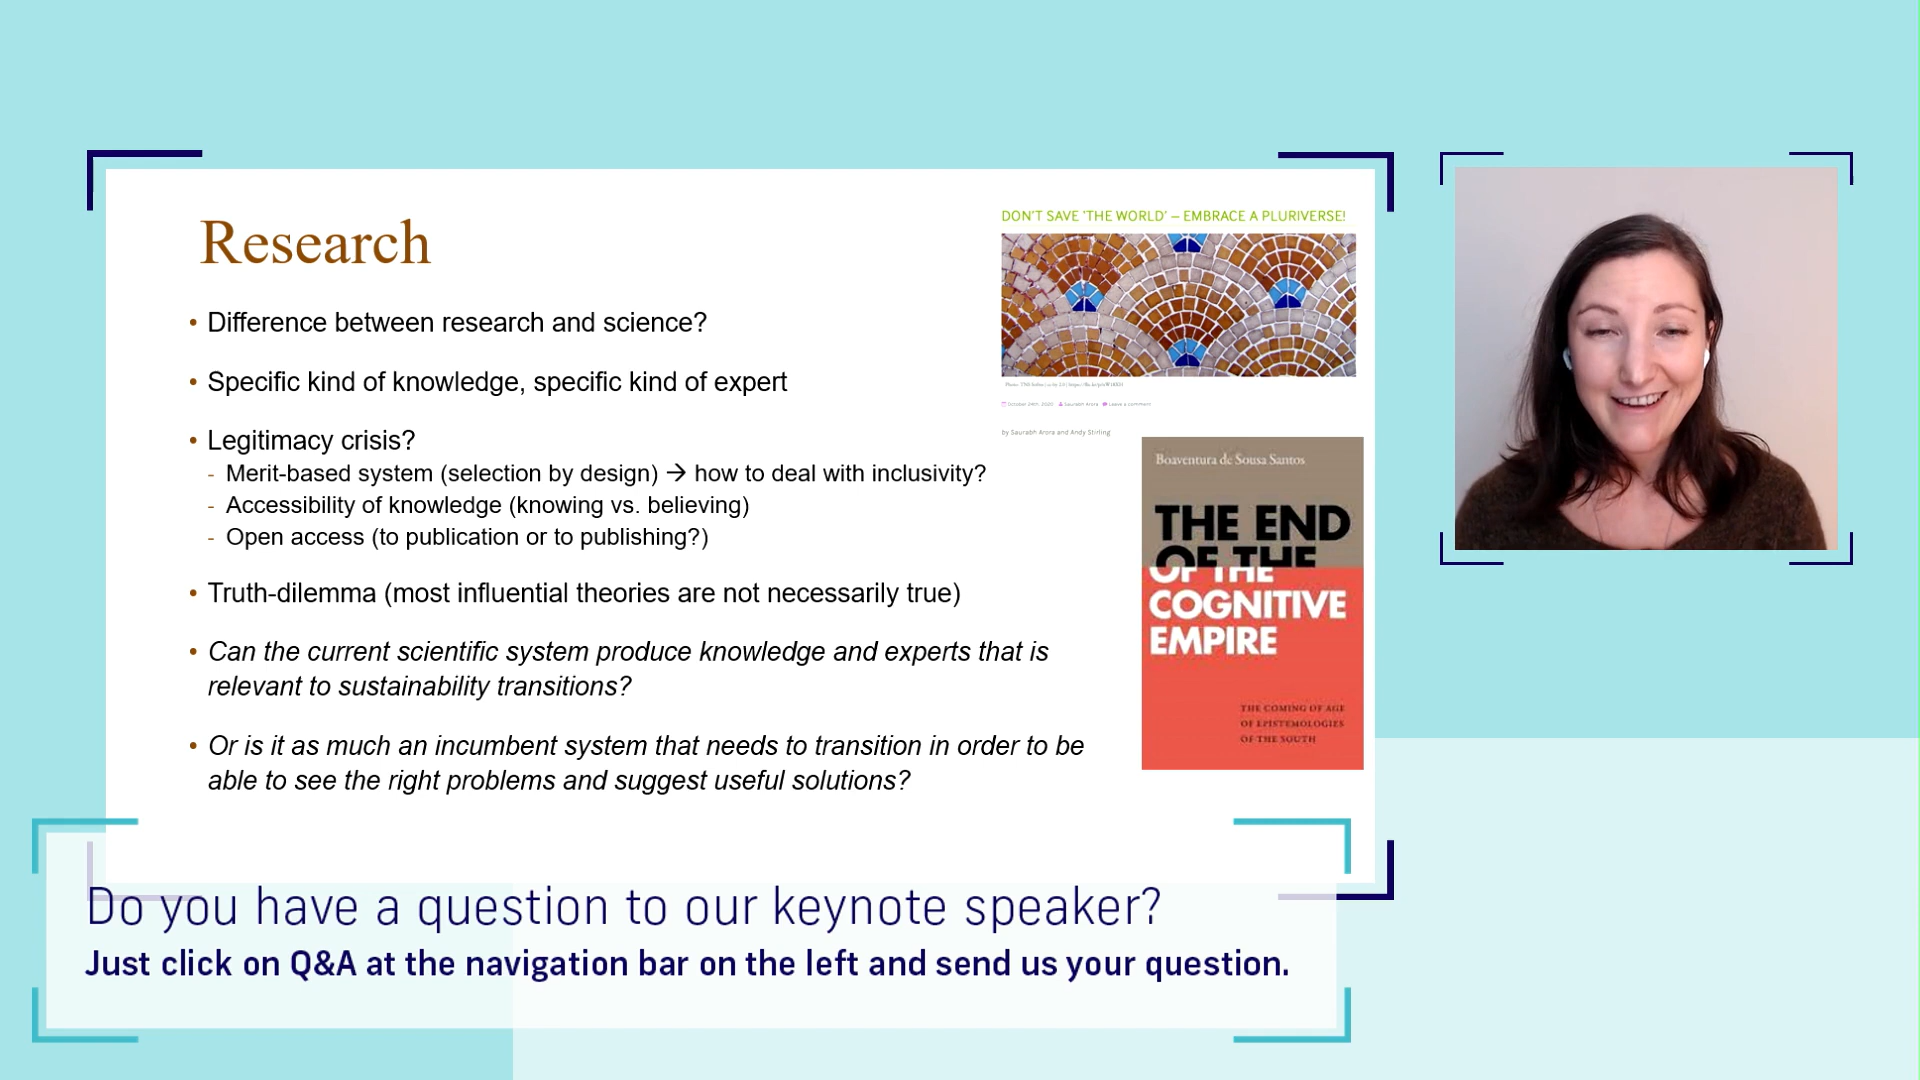 Research
• Difference between research and science?
• Specific kind of knowledge, specific kind of expert
• Legitimacy crisis?
- Merit-based system (selection by design) → how to deal with inclusivity?
- Accessibility of knowledge (knowing vs. believing)
- Open access (to publication or to publishing?)
• Truth-dilemma (most influential theories are not necessarily true)
• Can the current scientific system produce knowledge and experts that is
relevant to sustainability transitions?
• Or is it as much an incumbent system that needs to transition in order to be
able to see the right problems and suggest useful solutions?
DON'T SAVE 'THE WORLD' – EMBRACE A PLURIVERSE!
October 24th, 2020 Saurabh Arora Leave a comment
by Saurabh Arora and Andy Stirling
Boaventura de Sousa Santos
THE END
OF THE
COGNITIVE
EMPIRE
THE COMING OF AGE
OF EPISTEMOLOGIES
OF THE SOUTH
Do you have a question to our keynote speaker?
Just click on Q&A at the navigation bar on the left and send us your question.